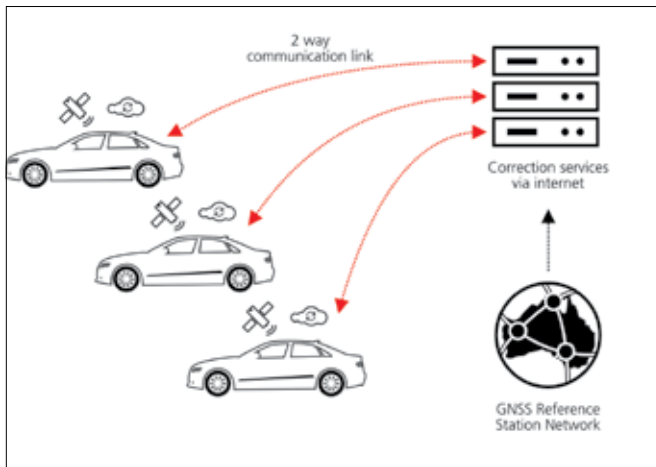 2 way
communication link
Correction services
via internet
GNSS Reference
Station Network